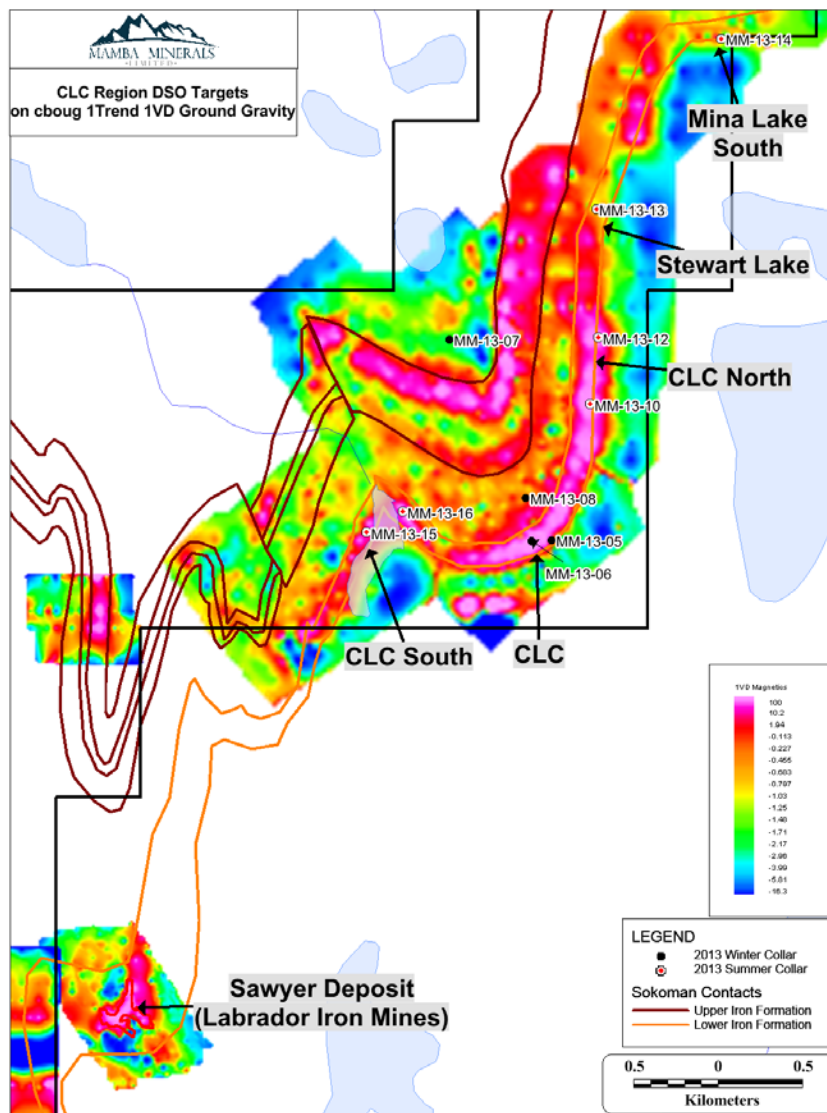 MAMBA MINERALS
LIMITED
CLC Region DSO Targets
on cboug 1Trend 1VD Ground Gravity
MM-13-14
Mina Lake
South
MM-13-13
Stewart Lake
MM-13-07
MM-13-12
CLC North
MM-13-10
MM-13-08
MM-13-16
MM-13-15
MM-13-05
MM-13-06
CLC South
CLC
1VD Magnetics
100
10.2
1.94
-0.113
-0.227
-0.455
-0.683
-0.797
-1.03
-1.25
-1.48
-1.71
-2.17
-2.98
-3.99
-5.81
-16.3
LEGEND
2013 Winter Collar
2013 Summer Collar
Sokoman Contacts
Upper Iron Formation
Lower Iron Formation
Sawyer Deposit
(Labrador Iron Mines)
0.5 0 0.5
Kilometers